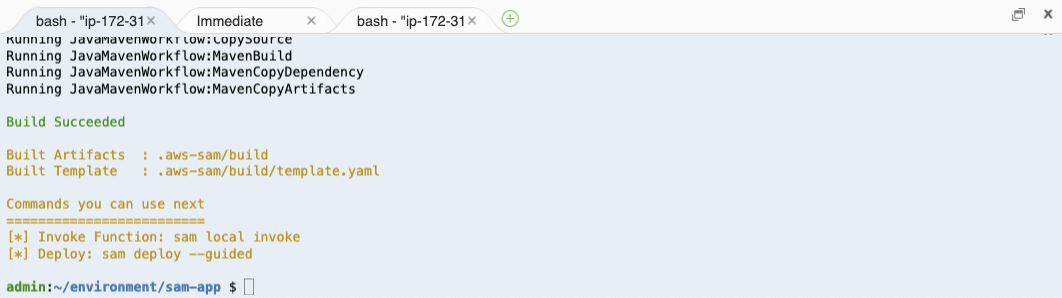 bash - "ip-172-31
Immediate
bash - "ip-172-31
Running JavaMavenWorkflow:CopySource
Running JavaMavenWorkflow:MavenBuild
Running JavaMavenWorkflow:MavenCopyDependency
Running JavaMavenWorkflow:MavenCopyArtifacts
Build Succeeded
Built Artifacts  : .aws-sam/build
Built Template   : .aws-sam/build/template.yaml
Commands you can use next
=========================
[*] Invoke Function: sam local invoke
[*] Deploy: sam deploy --guided
admin:~/environment/sam-app $